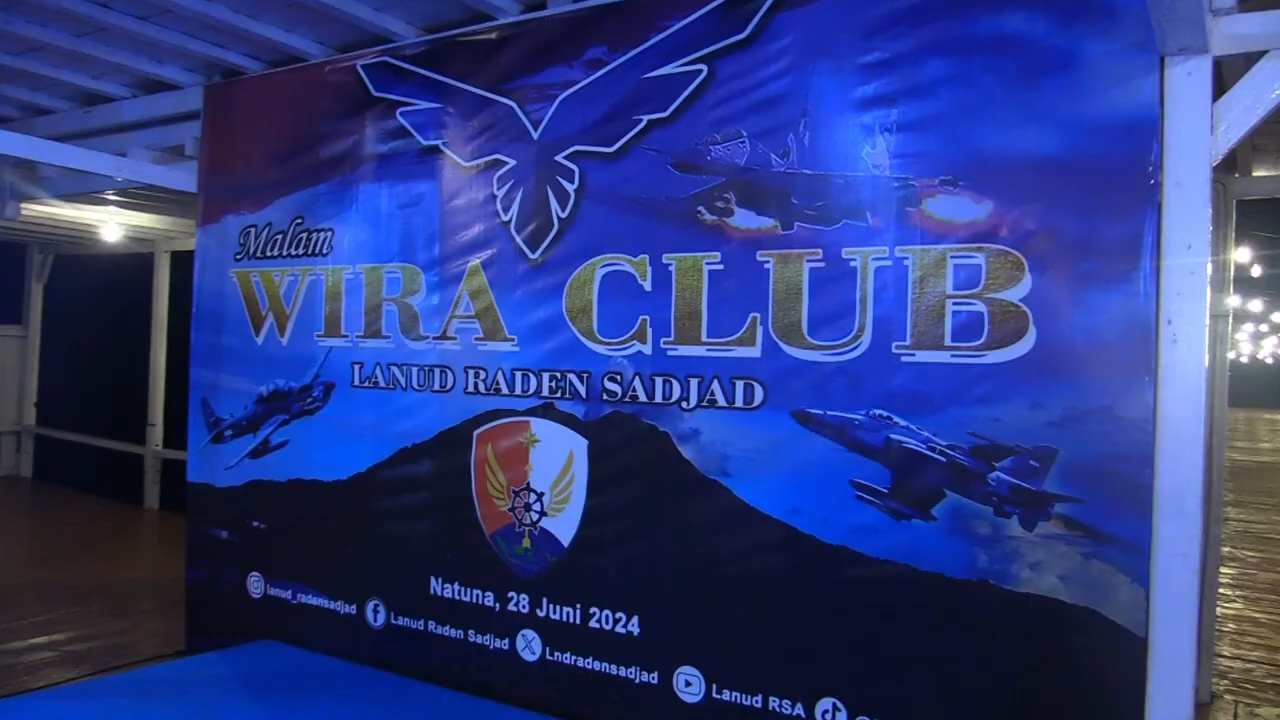 Malam
WIRA CLUB
LANUD RADEN SADJAD
Natuna, 28 Juni 2024
lanud_radensadjad Lanud Raden Sadjad Lndradensadjad Lanud RSA